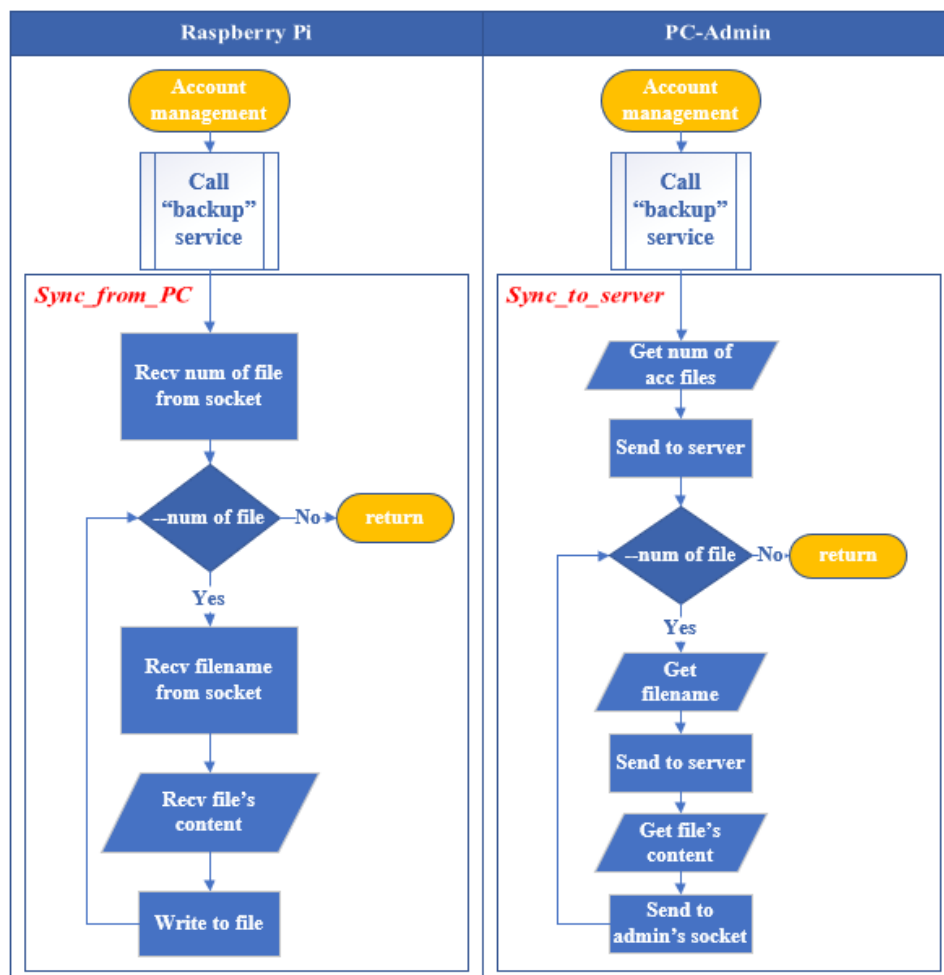 Raspberry Pi
Account
management
Call
“backup”
service
Sync_from_PC
Recv num of file
from socket
--num of file
No
return
Yes
Recv filename
from socket
Recv file’s
content
Write to file
PC-Admin
Account
management
Call
“backup”
service
Sync_to_server
Get num of
acc files
Send to server
--num of file
No
return
Yes
Get
filename
Send to server
Get file’s
content
Send to
admin’s socket